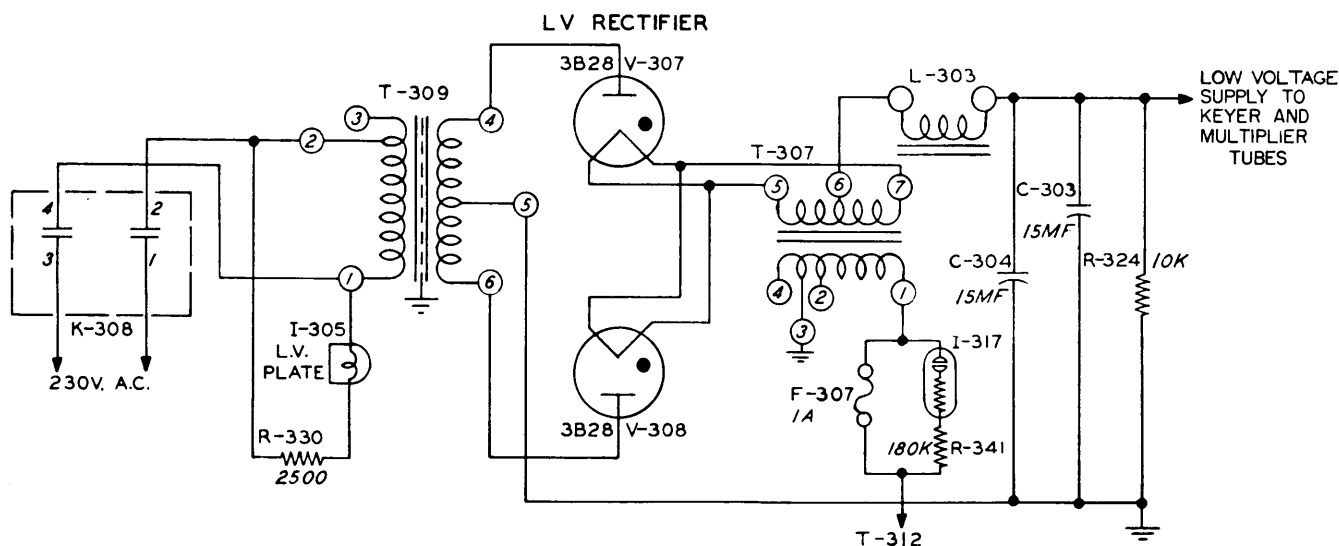 LV RECTIFIER
3B28 V-307
L-303
LOW VOLTAGE
SUPPLY TO
KEYER AND
MULTIPLIER
TUBES
T-309
3
4
2
T-307
5
6
7
4
2
3
1
5
C-303
15MF
C-304
15MF
R-324
10K
K-308
1
6
4
2
1
3
I-305
L.V.
PLATE
I-317
230V. A.C.
F-307
1A
3B28 V-308
R-330
2500
180K
R-341
T-312